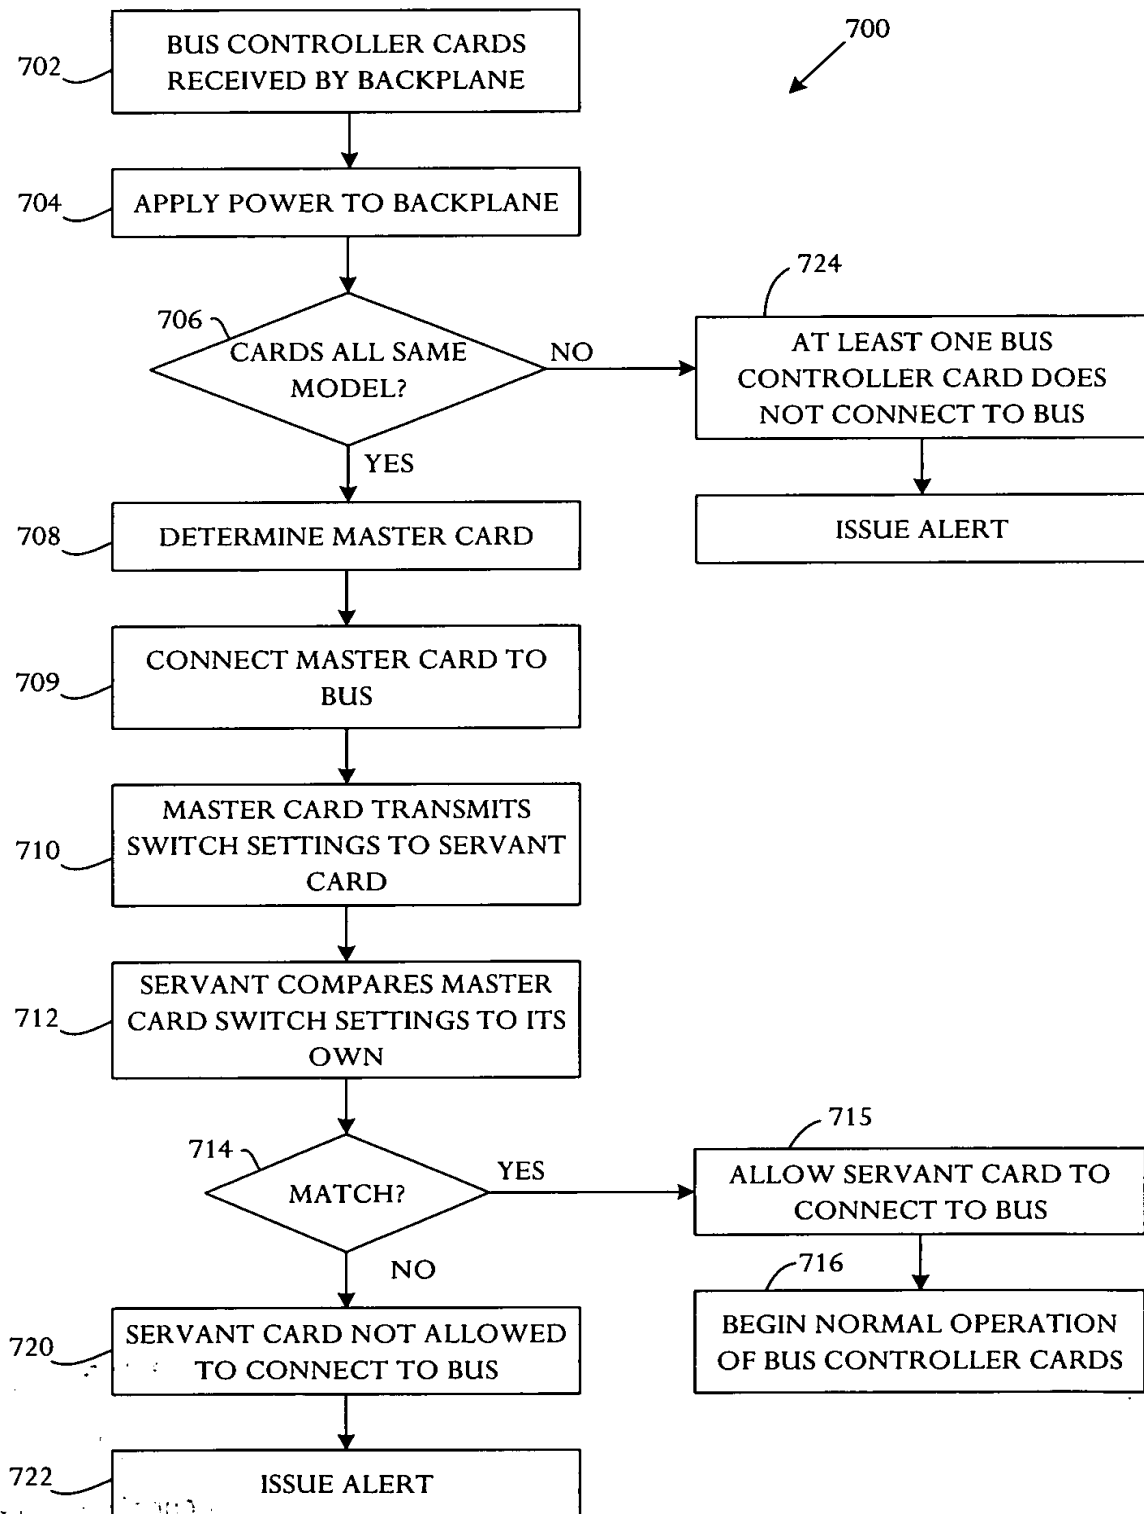 700
702
BUS CONTROLLER CARDS
RECEIVED BY BACKPLANE
704
APPLY POWER TO BACKPLANE
706
CARDS ALL SAME
MODEL?
NO
YES
724
AT LEAST ONE BUS
CONTROLLER CARD DOES
NOT CONNECT TO BUS
ISSUE ALERT
708
DETERMINE MASTER CARD
709
CONNECT MASTER CARD TO
BUS
710
MASTER CARD TRANSMITS
SWITCH SETTINGS TO SERVANT
CARD
712
SERVANT COMPARES MASTER
CARD SWITCH SETTINGS TO ITS
OWN
714
MATCH?
YES
NO
715
ALLOW SERVANT CARD TO
CONNECT TO BUS
716
BEGIN NORMAL OPERATION
OF BUS CONTROLLER CARDS
720
SERVANT CARD NOT ALLOWED
TO CONNECT TO BUS
722
ISSUE ALERT